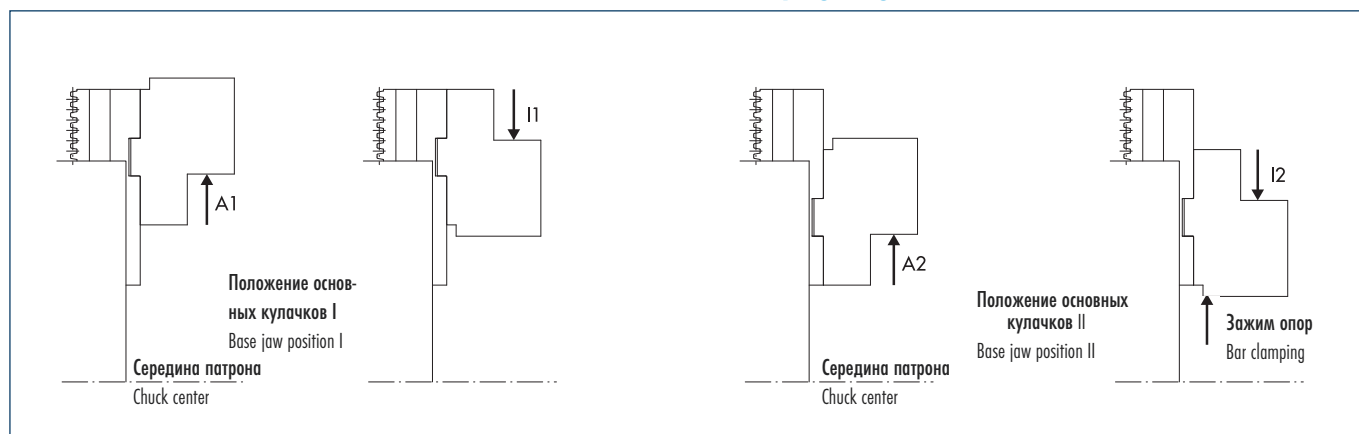 A1
I1
Положение основ-
ных кулачков I
Base jaw position I
Середина патрона
Chuck center
A2
I2
Положение основных
кулачков II
Base jaw position II
Зажим опор
Bar clamping
Середина патрона
Chuck center